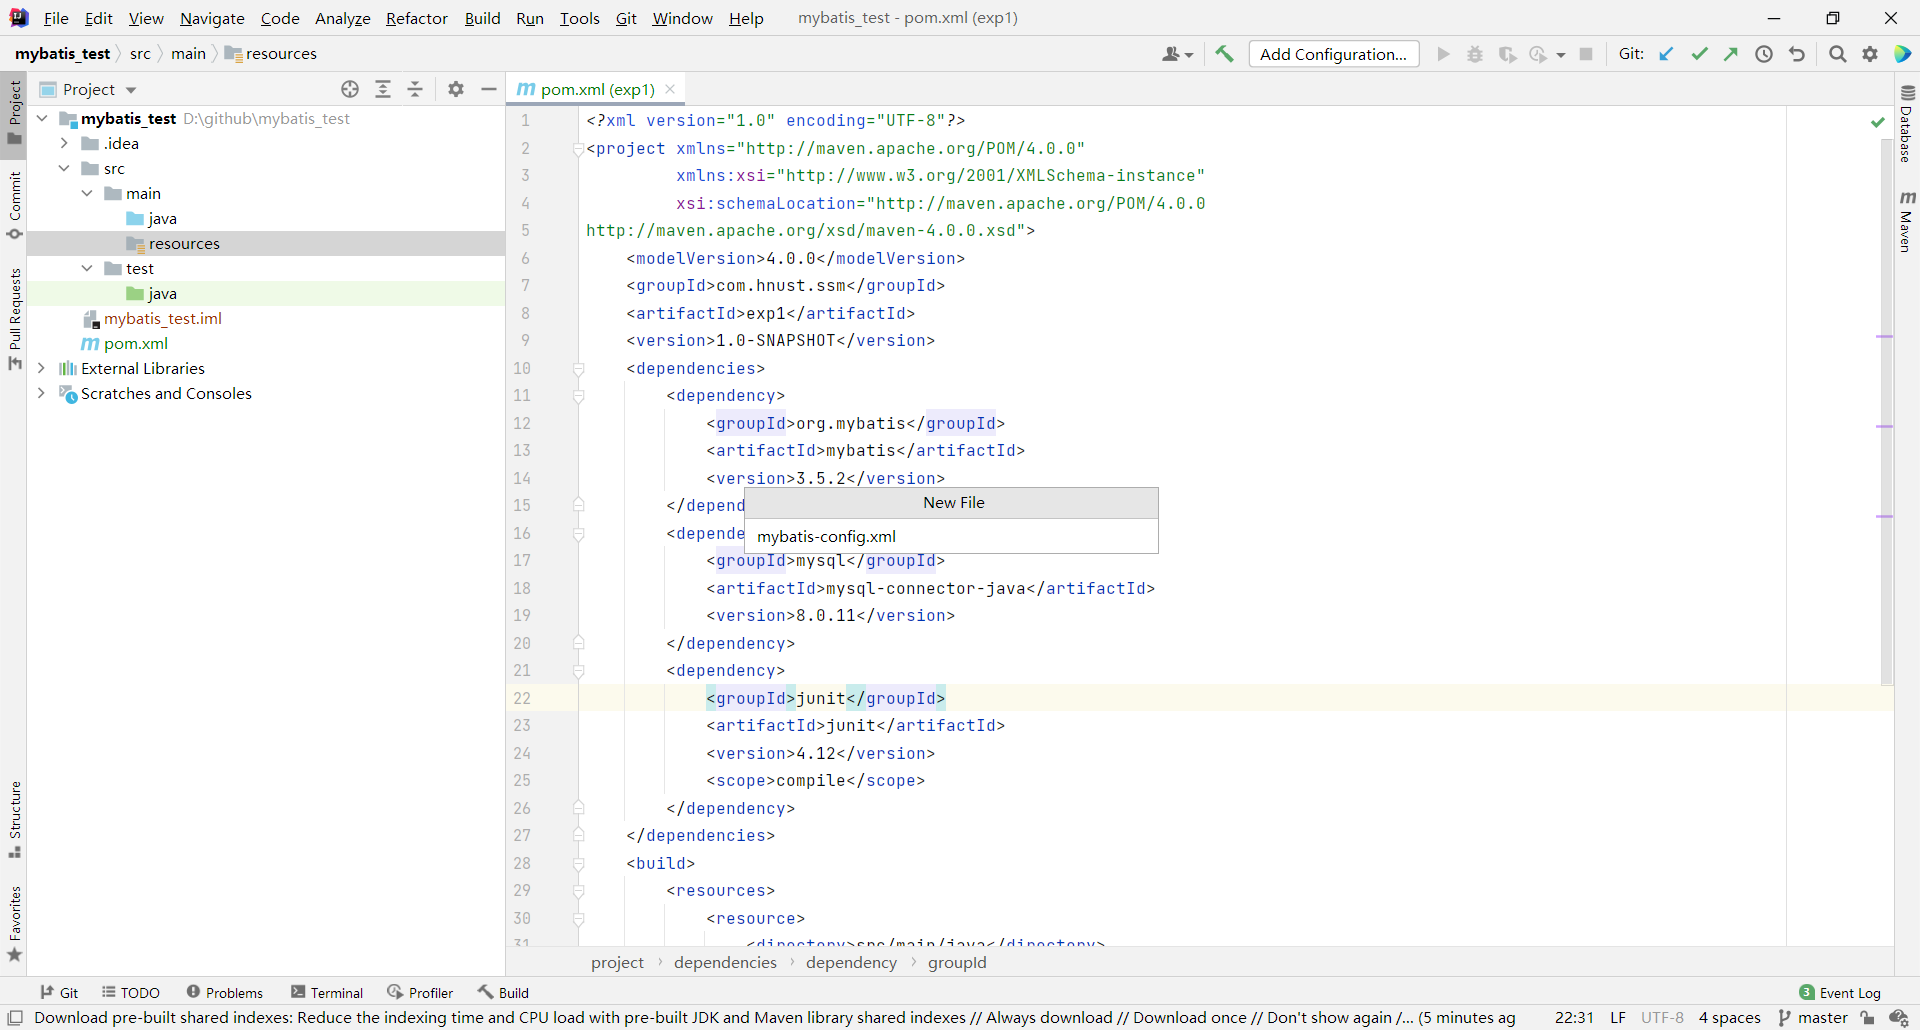 File Edit View Navigate Code Analyze Refactor Build Run Tools Git Window Help mybatis_test - pom.xml (exp1)
mybatis_test src main resources Add Configuration... Git:
Project pom.xml (exp1)
mybatis_test D:\github\mybatis_test
.idea
src
main
java
resources
test
java
mybatis_test.iml
pom.xml
External Libraries
Scratches and Consoles
Project
Commit
Pull Requests
Structure
Favorites
1 <?xml version="1.0" encoding="UTF-8"?>
2 <project xmlns="http://maven.apache.org/POM/4.0.0"
3 xmlns:xsi="http://www.w3.org/2001/XMLSchema-instance"
4 xsi:schemaLocation="http://maven.apache.org/POM/4.0.0
5 http://maven.apache.org/xsd/maven-4.0.0.xsd">
6 <modelVersion>4.0.0</modelVersion>
7 <groupId>com.hnust.ssm</groupId>
8 <artifactId>exp1</artifactId>
9 <version>1.0-SNAPSHOT</version>
10 <dependencies>
11 <dependency>
12 <groupId>org.mybatis</groupId>
13 <artifactId>mybatis</artifactId>
14 <version>3.5.2</version>
15 </depend
New File
16 <depende
mybatis-config.xml
17 <groupId>mysql</groupId>
18 <artifactId>mysql-connector-java</artifactId>
19 <version>8.0.11</version>
20 </dependency>
21 <dependency>
22 <groupId>junit</groupId>
23 <artifactId>junit</artifactId>
24 <version>4.12</version>
25 <scope>compile</scope>
26 </dependency>
27 </dependencies>
28 <build>
29 <resources>
30 <resource>
31 <directory>src/main/java</directory>
project dependencies dependency groupId
Database
Maven
Git TODO Problems Terminal Profiler Build 3 Event Log
Download pre-built shared indexes: Reduce the indexing time and CPU load with pre-built JDK and Maven library shared indexes // Always download // Download once // Don't show again /... (5 minutes ag 22:31 LF UTF-8 4 spaces master